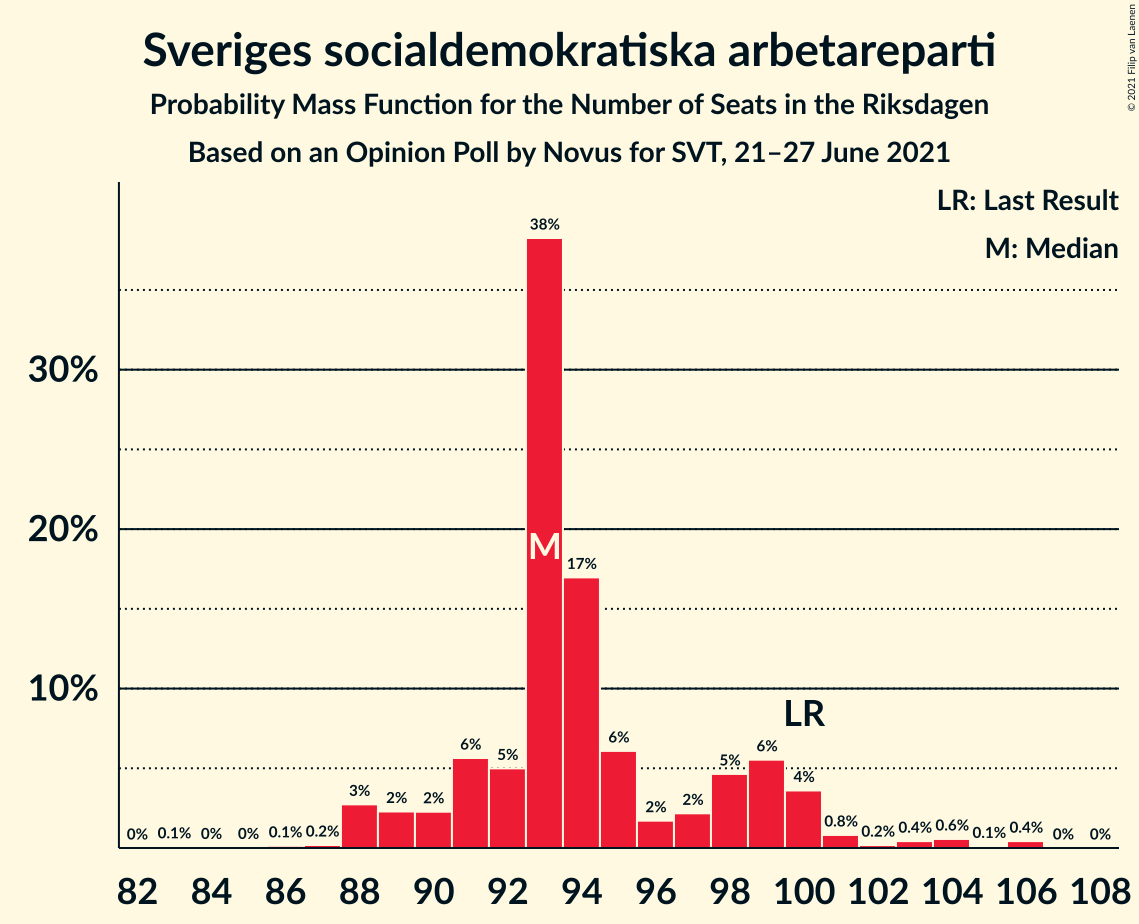 Sveriges socialdemokratiska arbetareparti
Probability Mass Function for the Number of Seats in the Riksdagen
Based on an Opinion Poll by Novus for SVT, 21–27 June 2021
© 2021 Filip van Laenen
LR: Last Result
M: Median
30%
20%
10%
0% 0.1% 0% 0% 0.1% 0.2% 3% 2% 2% 6% 5% 38% 17% 6% 2% 2% 5% 6% 4% 0.8% 0.2% 0.4% 0.6% 0.1% 0.4% 0% 0%
M
LR
82 84 86 88 90 92 94 96 98 100 102 104 106 108